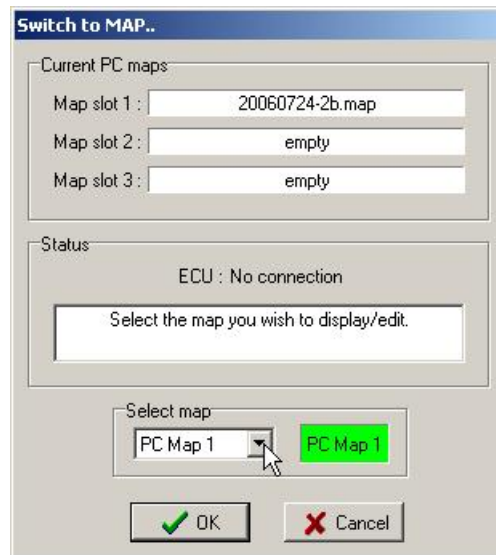 Switch to MAP..
Current PC maps
Map slot 1 : 20060724-2b.map
Map slot 2 : empty
Map slot 3 : empty
Status
ECU : No connection
Select the map you wish to display/edit.
Select map
PC Map 1 PC Map 1
OK Cancel